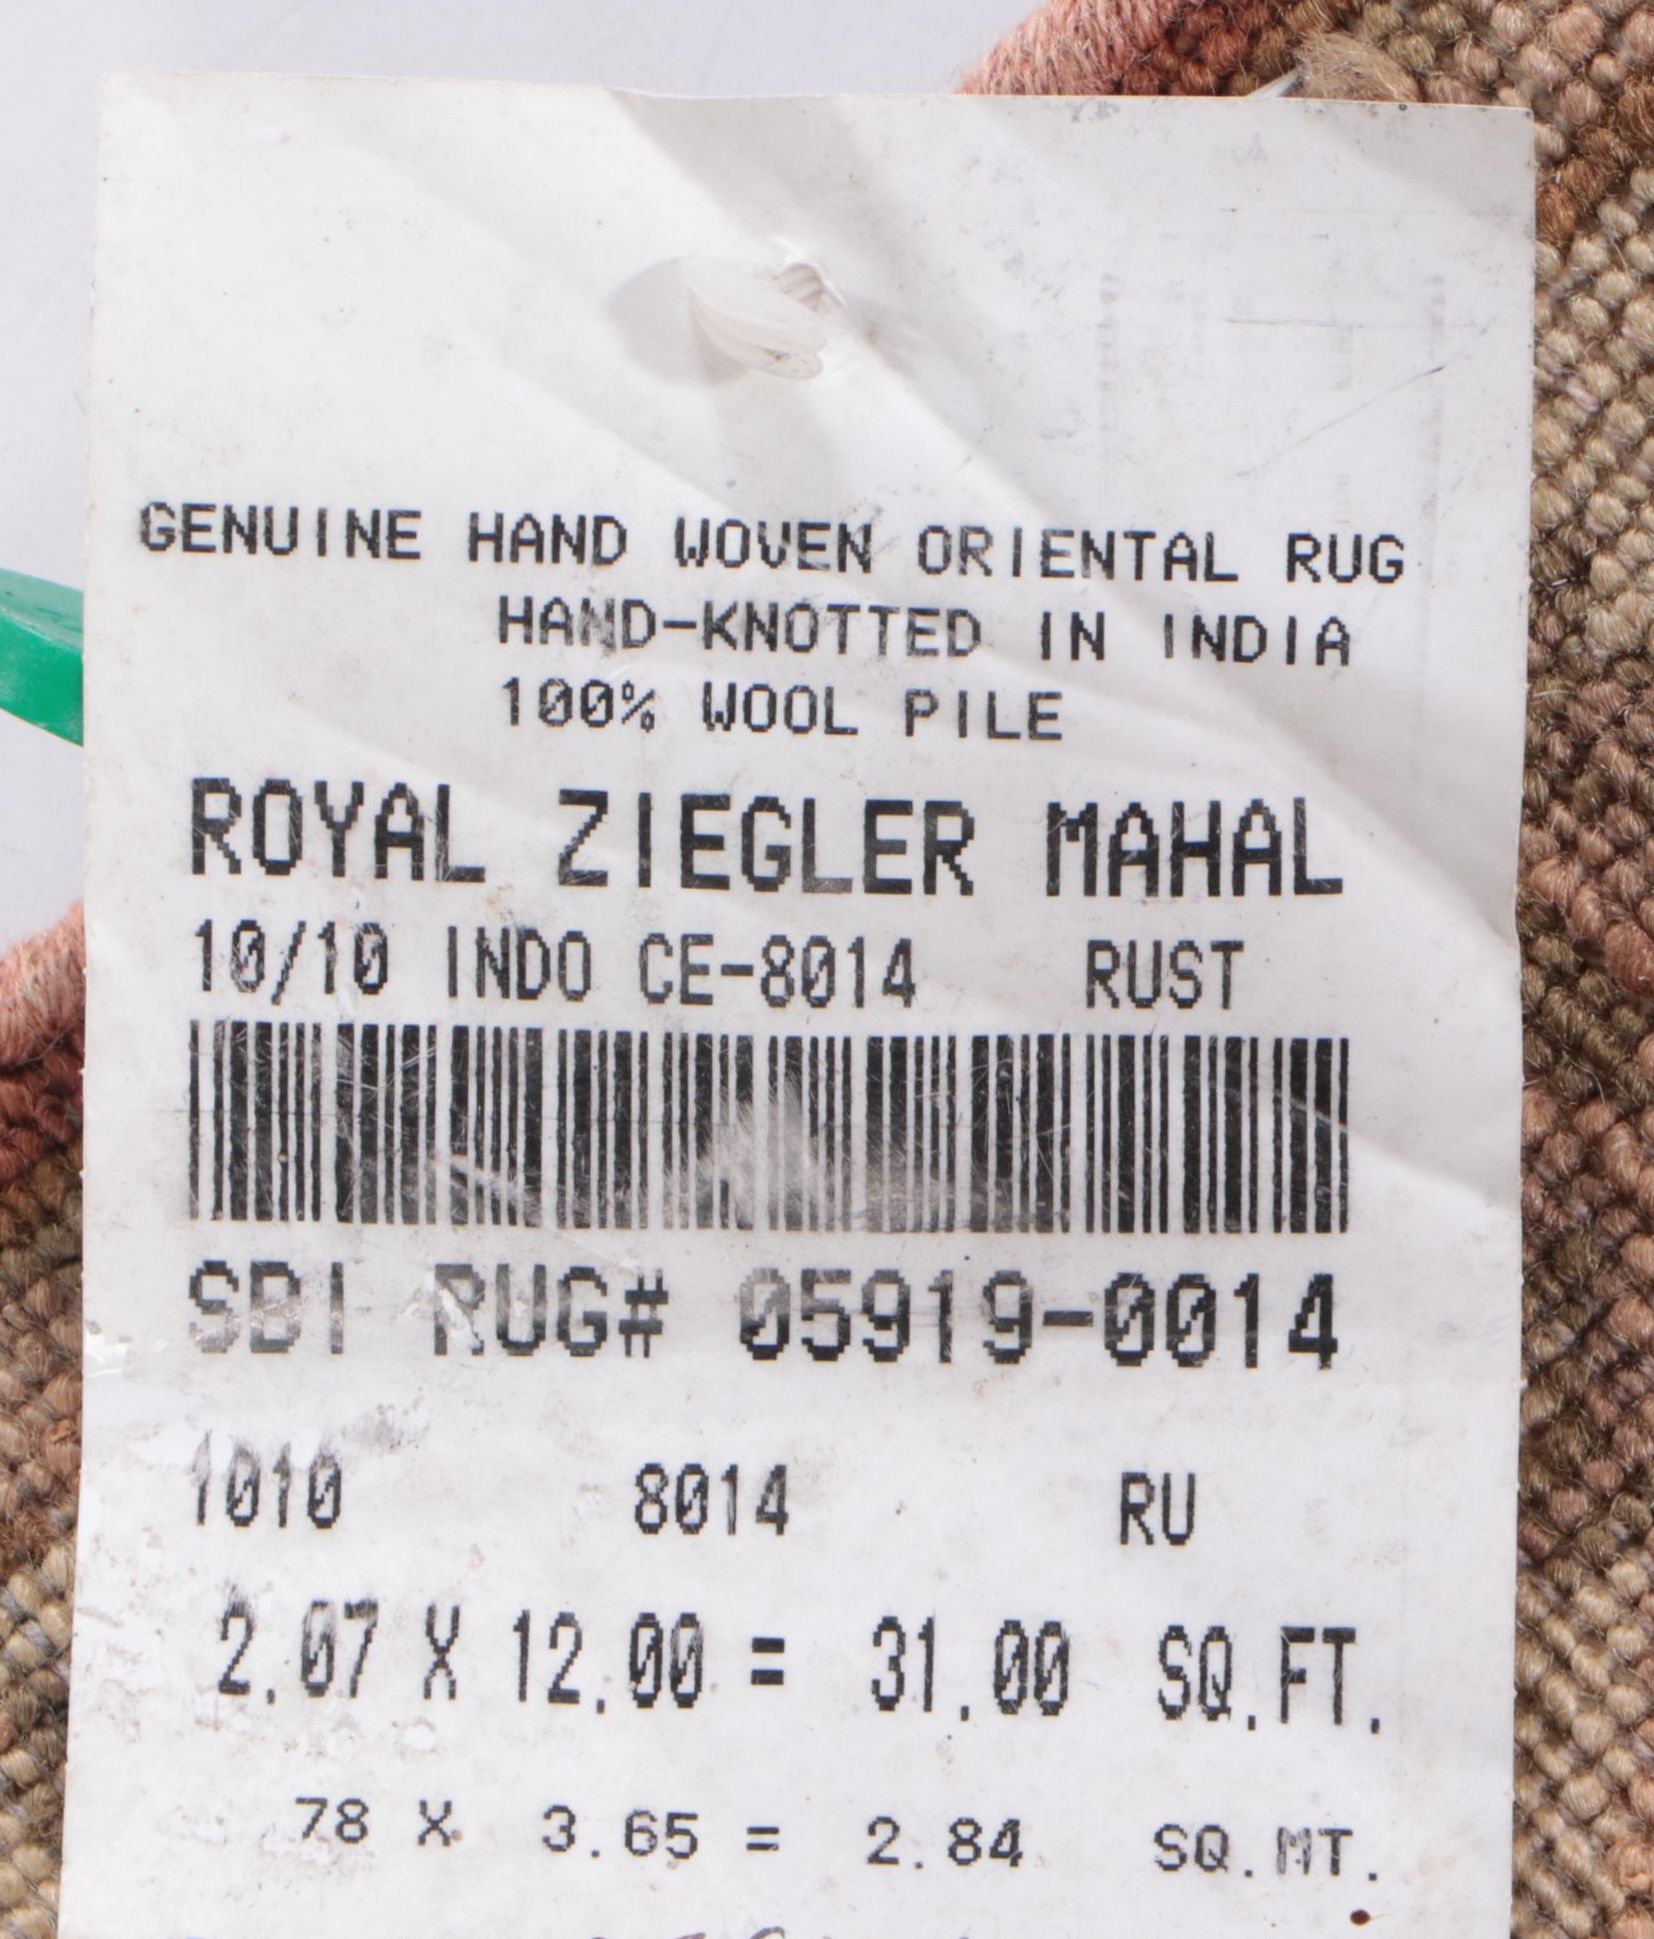 GENUINE HAND WOVEN ORIENTAL RUG
HAND-KNOTTED IN INDIA
100% WOOL PILE
ROYAL ZIEGLER MAHAL
10/10 INDO CE-8014 RUST
SBI RUG# 05919-0014
1010 8014 RU
2.07 X 12.00 = 31.00 SQ.FT.
78 X 3.65 = 2.84 SQ.MT.